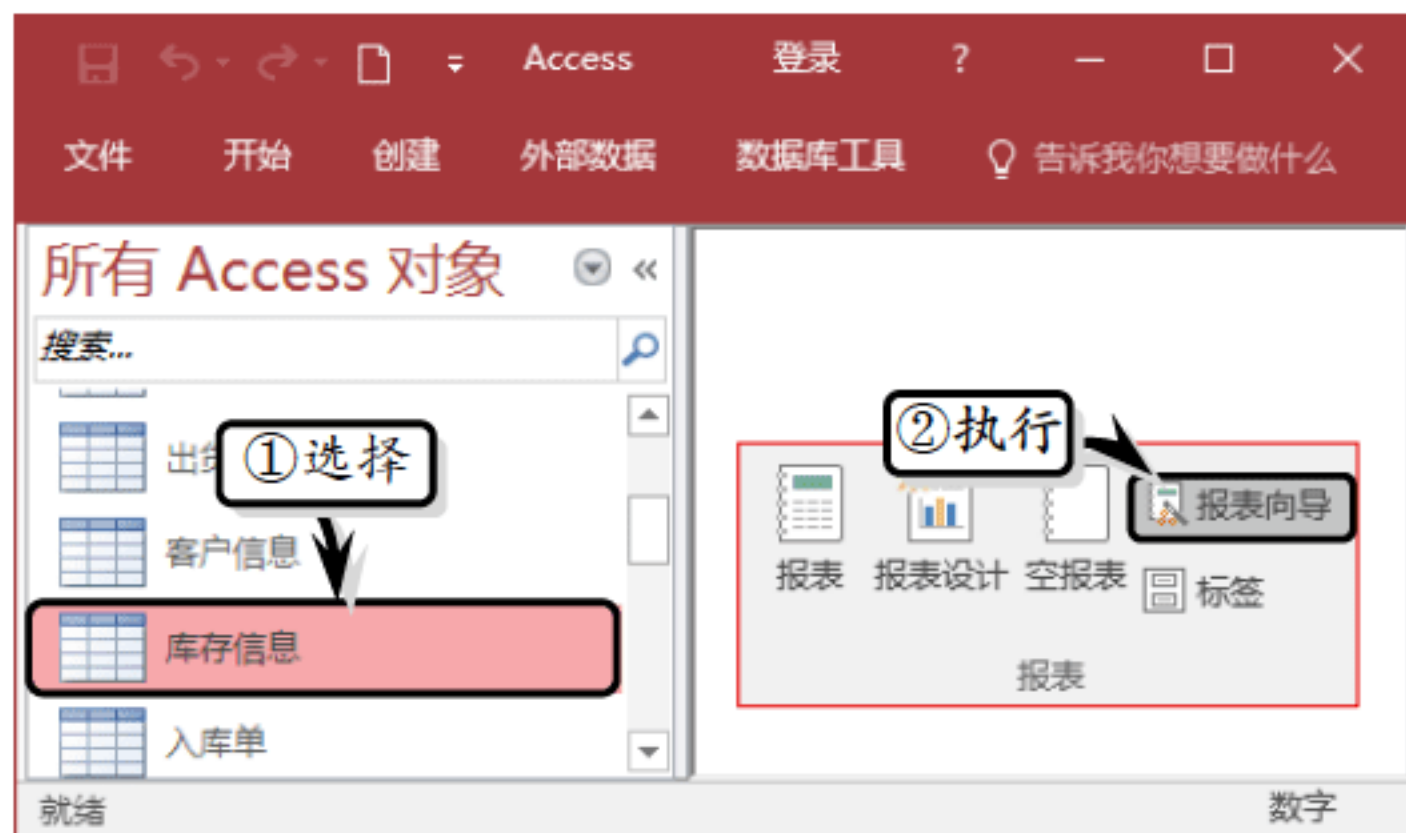 Access 登录 ?
文件 开始 创建 外部数据 数据库工具 告诉我你想要做什么
所有 Access 对象
搜索...
①选择
②执行
客户信息
库存信息
入库单
报表 报表设计 空报表 报表向导
标签
报表
就绪 数字